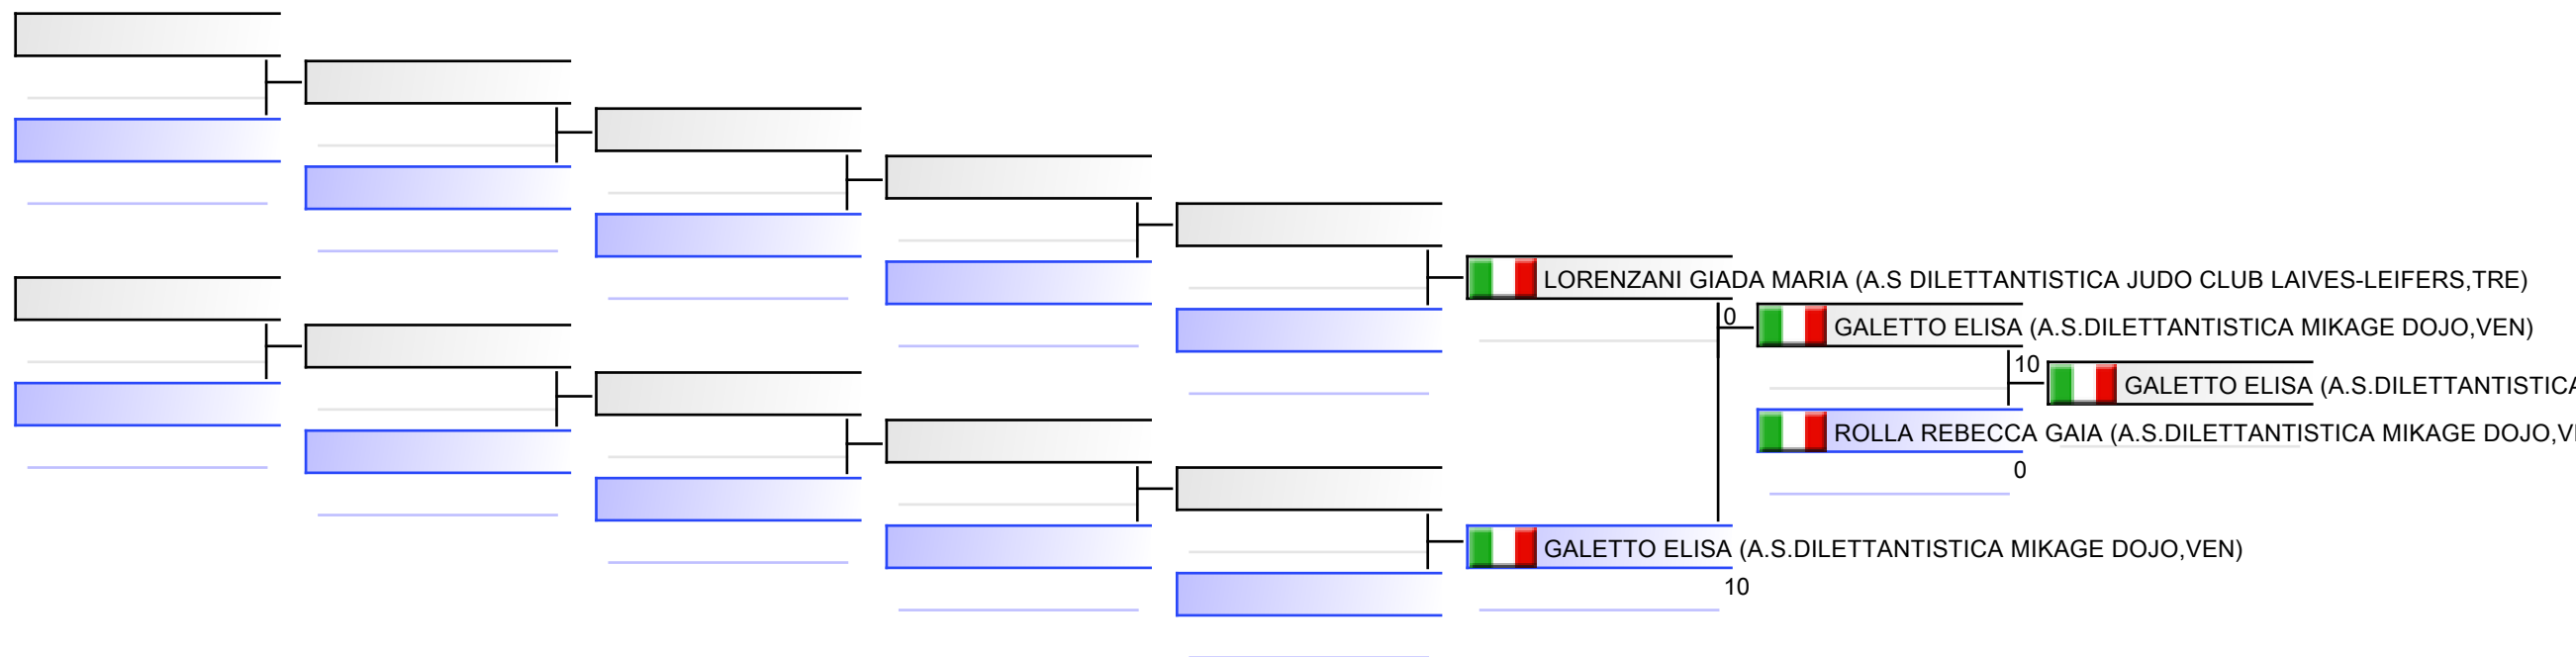 LORENZANI GIADA MARIA (A.S DILETTANTISTICA JUDO CLUB LAIVES-LEIFERS,TRE)
0
GALETTO ELISA (A.S.DILETTANTISTICA MIKAGE DOJO,VEN)
10
GALETTO ELISA (A.S.DILETTANTISTICA
ROLLA REBECCA GAIA (A.S.DILETTANTISTICA MIKAGE DOJO,V
0
GALETTO ELISA (A.S.DILETTANTISTICA MIKAGE DOJO,VEN)
10